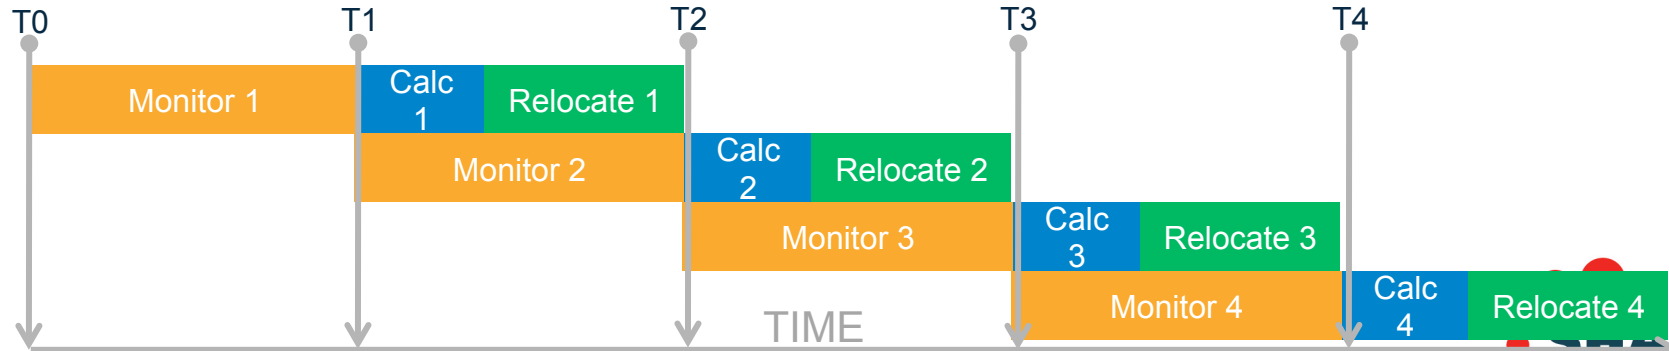 T0 T1 T2 T3 T4
Monitor 1
Calc
1
Relocate 1
Monitor 2
Calc
2
Relocate 2
Monitor 3
Calc
3
Relocate 3
Monitor 4
Calc
4
Relocate 4
TIME